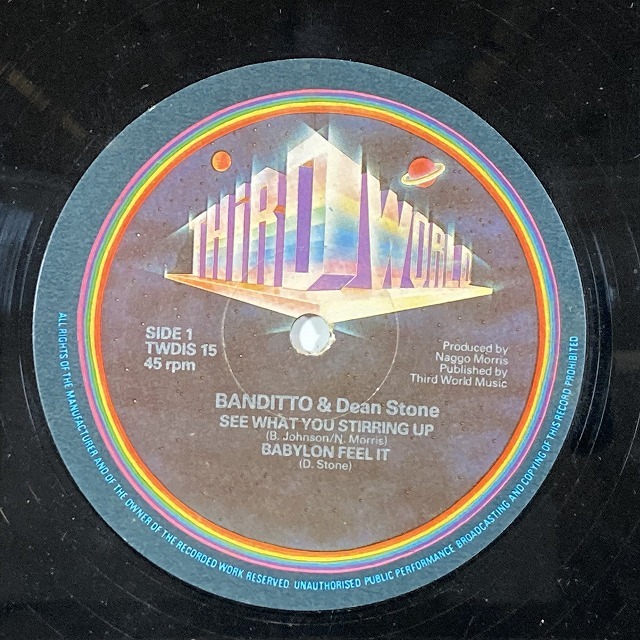 THIRD WORLD
SIDE 1
TWDIS 15
45 rpm
Produced by
Naggo Morris
Published by
Third World Music
BANDITTO & Dean Stone
SEE WHAT YOU STIRRING UP
(B. Johnson/N. Morris)
BABYLON FEEL IT
(D. Stone)
ALL RIGHTS OF THE MANUFACTURER AND OF THE OWNER OF THE RECORDED WORK RESERVED UNAUTHORISED PUBLIC PERFORMANCE BROADCASTING AND COPYING OF THIS RECORD PROHIBITED